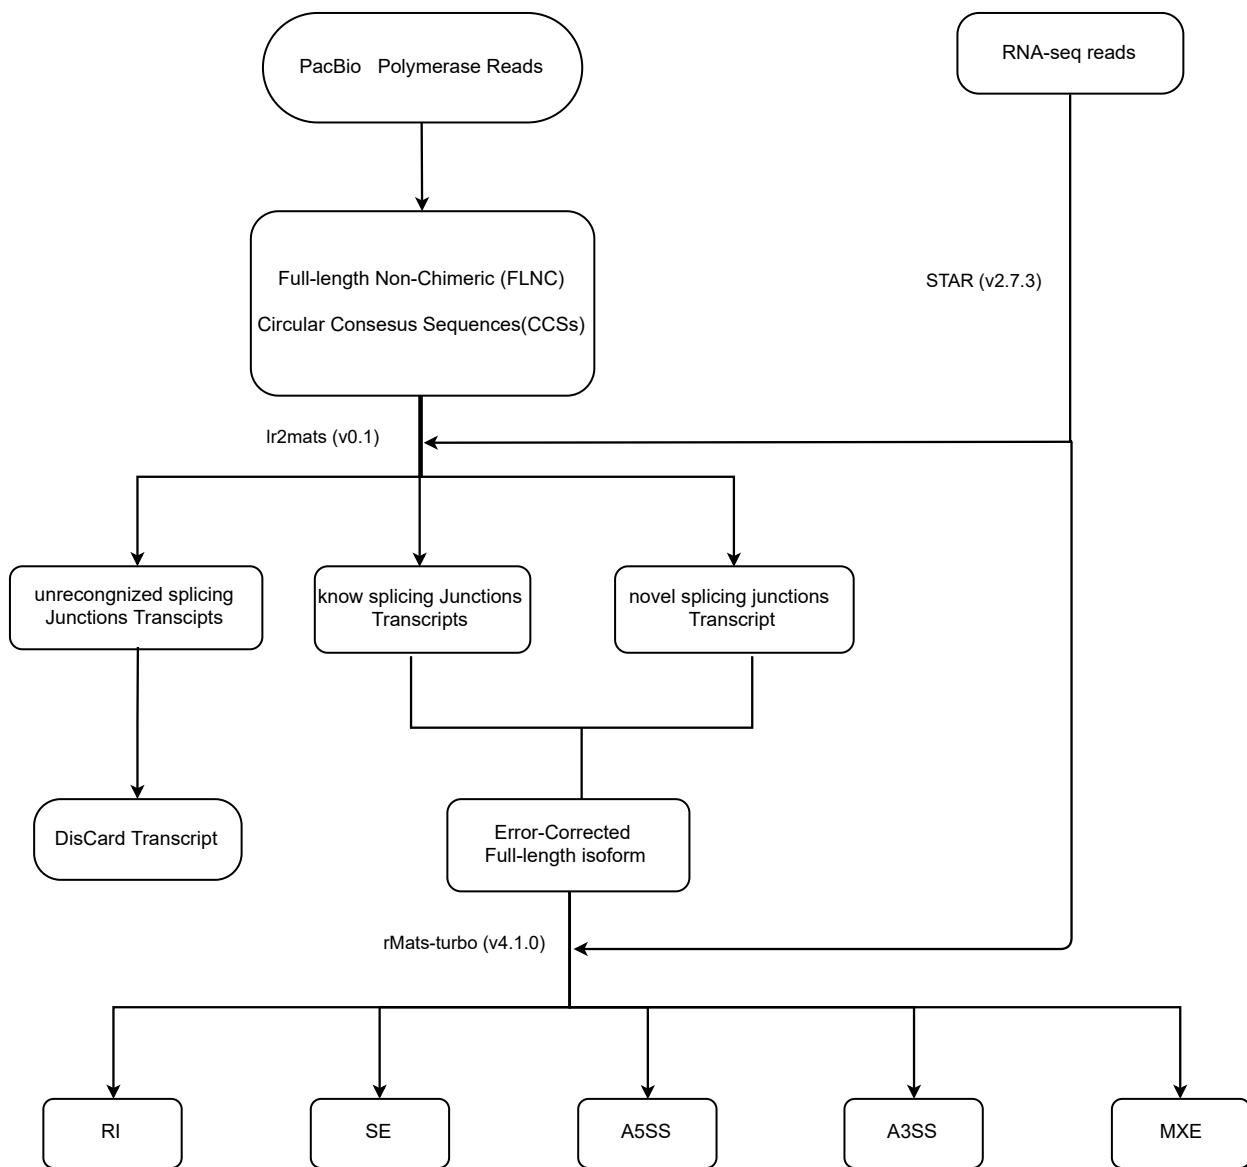 PacBio Polymerase Reads
RNA-seq reads
Full-length Non-Chimeric (FLNC)
Circular Consesus Sequences(CCSs)
STAR (v2.7.3)
lr2mats (v0.1)
unrecongnized splicing
Junctions Transcipts
know splicing Junctions
Transcripts
novel splicing junctions
Transcript
DisCard Transcript
Error-Corrected
Full-length isoform
rMats-turbo (v4.1.0)
RI
SE
A5SS
A3SS
MXE